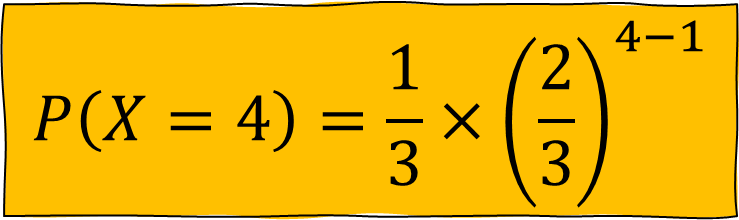 P(X = 4) = 1/3 × (2/3)^{4−1}